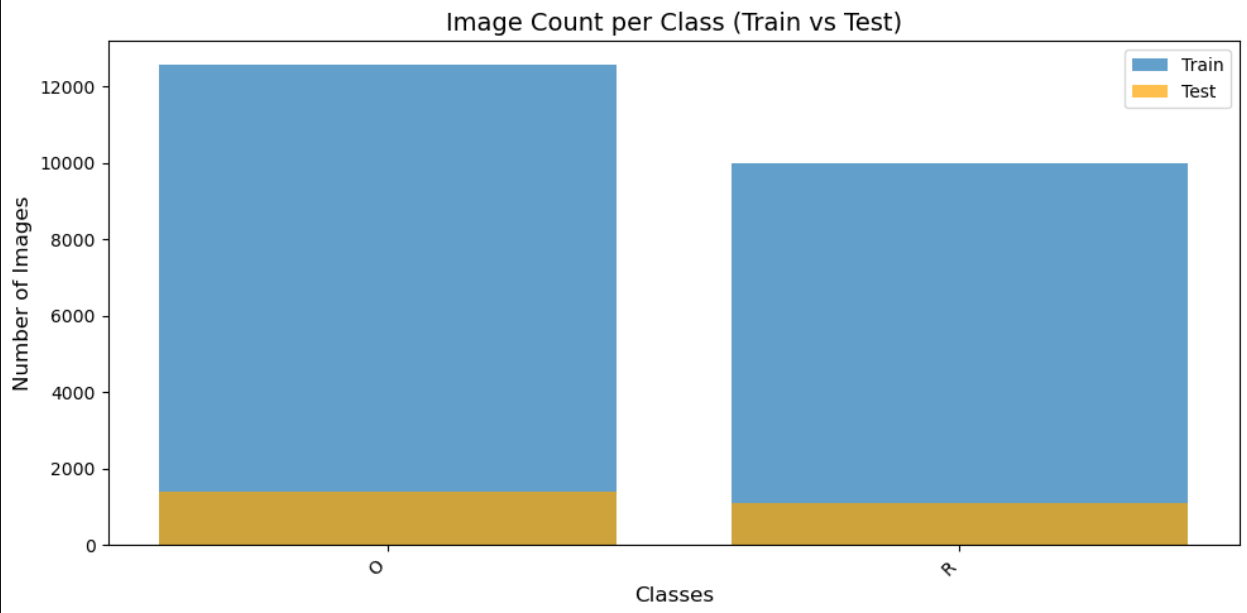 Image Count per Class (Train vs Test)
Train
Test
Number of Images
12000
10000
8000
6000
4000
2000
0
O
R
Classes